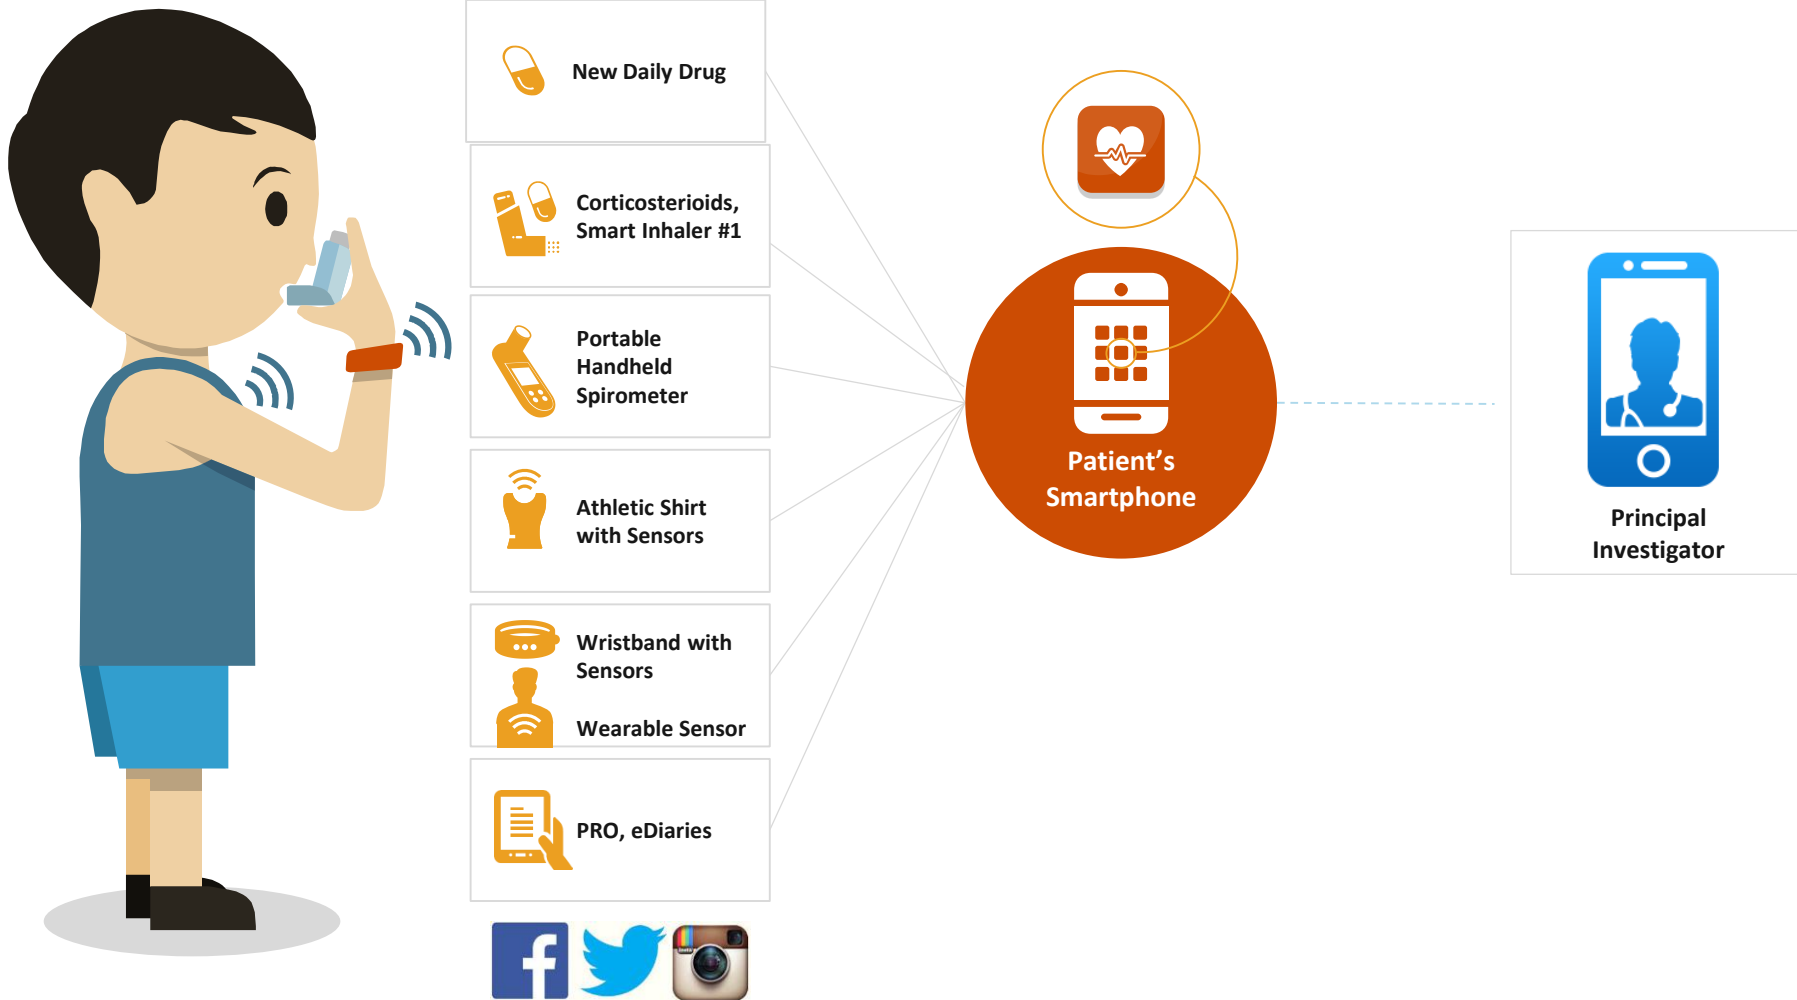 New Daily Drug
Corticosterioids,
Smart Inhaler #1
Portable
Handheld
Spirometer
Athletic Shirt
with Sensors
Wristband with
Sensors
Wearable Sensor
PRO, eDiaries
Patient’s
Smartphone
Principal
Investigator